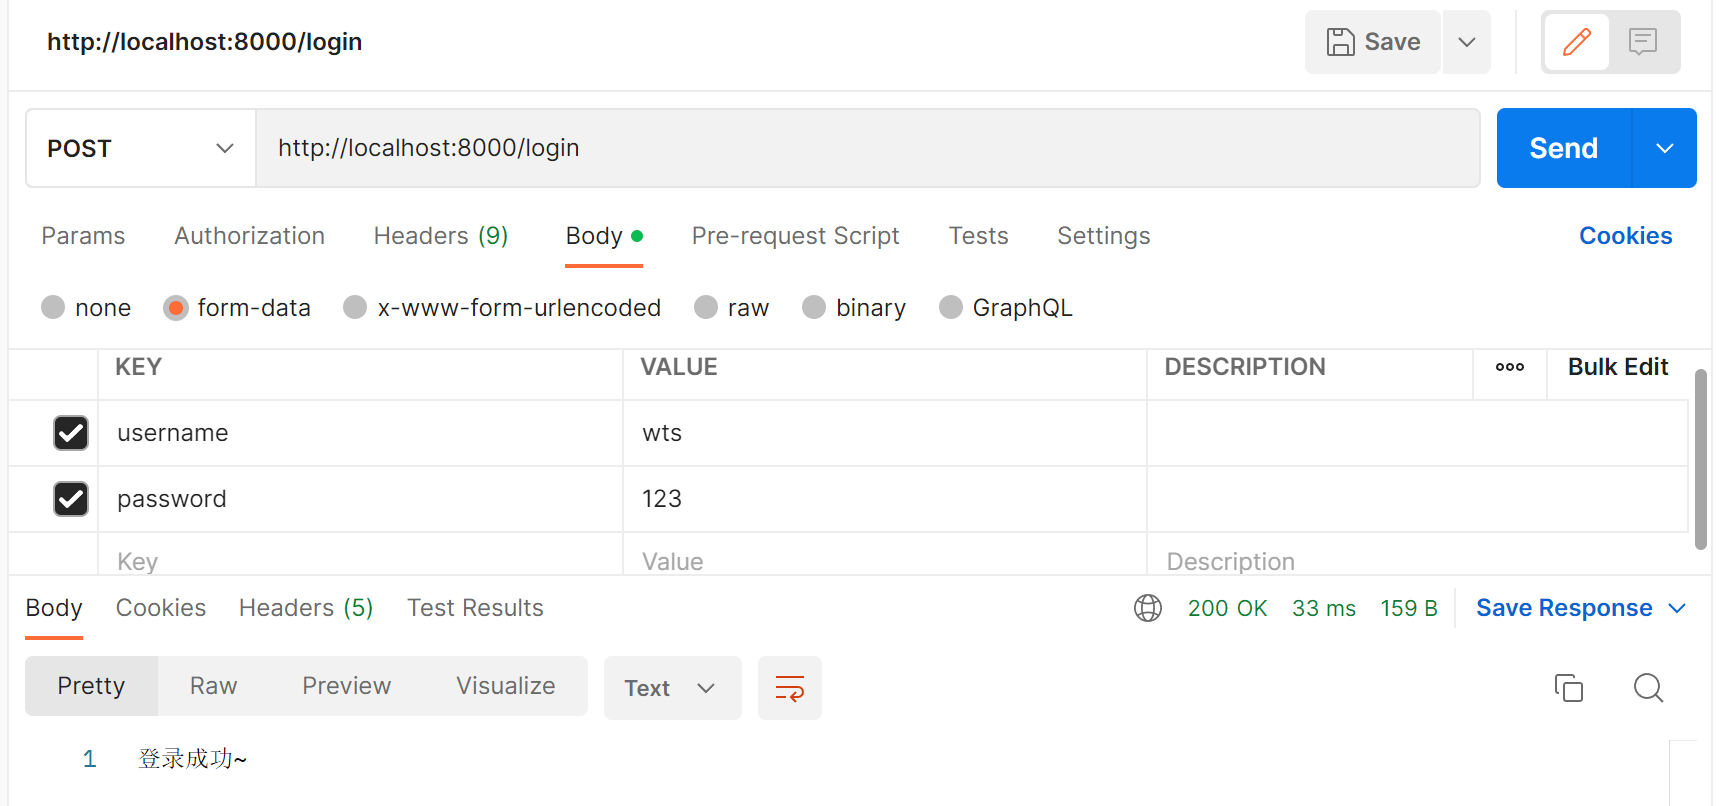 http://localhost:8000/login Save
POST http://localhost:8000/login Send
Params Authorization Headers (9) Body Pre-request Script Tests Settings Cookies
none form-data x-www-form-urlencoded raw binary GraphQL
KEY VALUE DESCRIPTION ooo Bulk Edit
username wts
password 123
Key Value Description
Body Cookies Headers (5) Test Results 200 OK 33 ms 159 B Save Response
Pretty Raw Preview Visualize Text
1 登录成功~